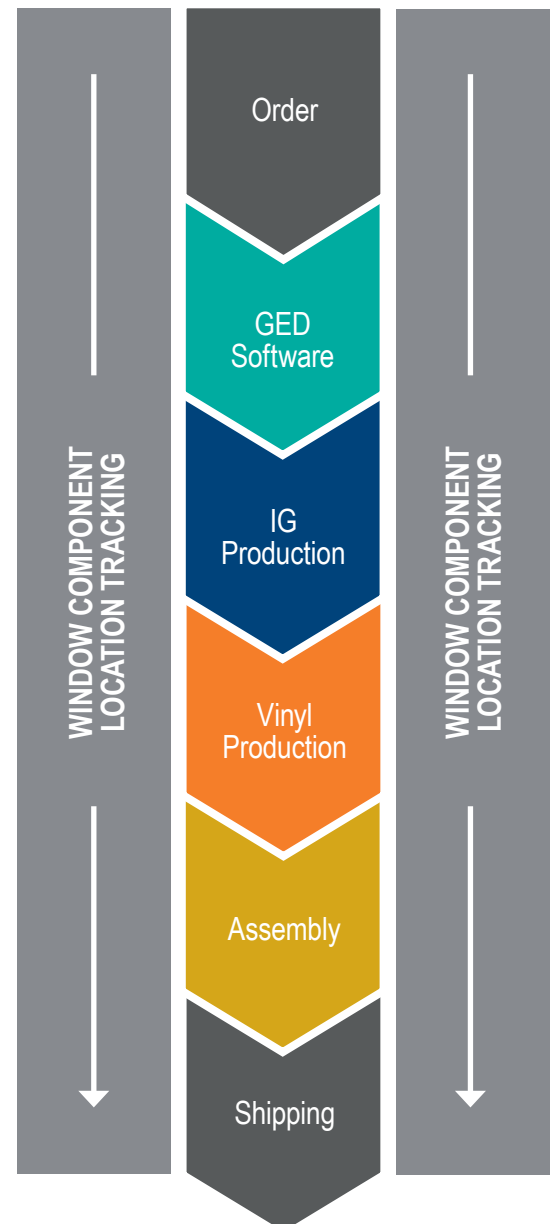 Order
GED
Software
IG
Production
Vinyl
Production
Assembly
Shipping
WINDOW COMPONENT
LOCATION TRACKING
WINDOW COMPONENT
LOCATION TRACKING